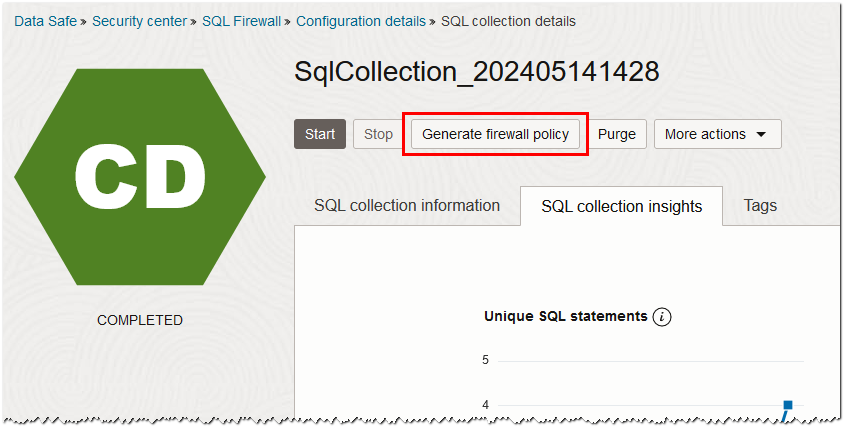 Data Safe » Security center » SQL Firewall » Configuration details » SQL collection details
SqlCollection_202405141428
CD
Start Stop Generate firewall policy Purge More actions
SQL collection information SQL collection insights Tags
COMPLETED
Unique SQL statements i
5
4